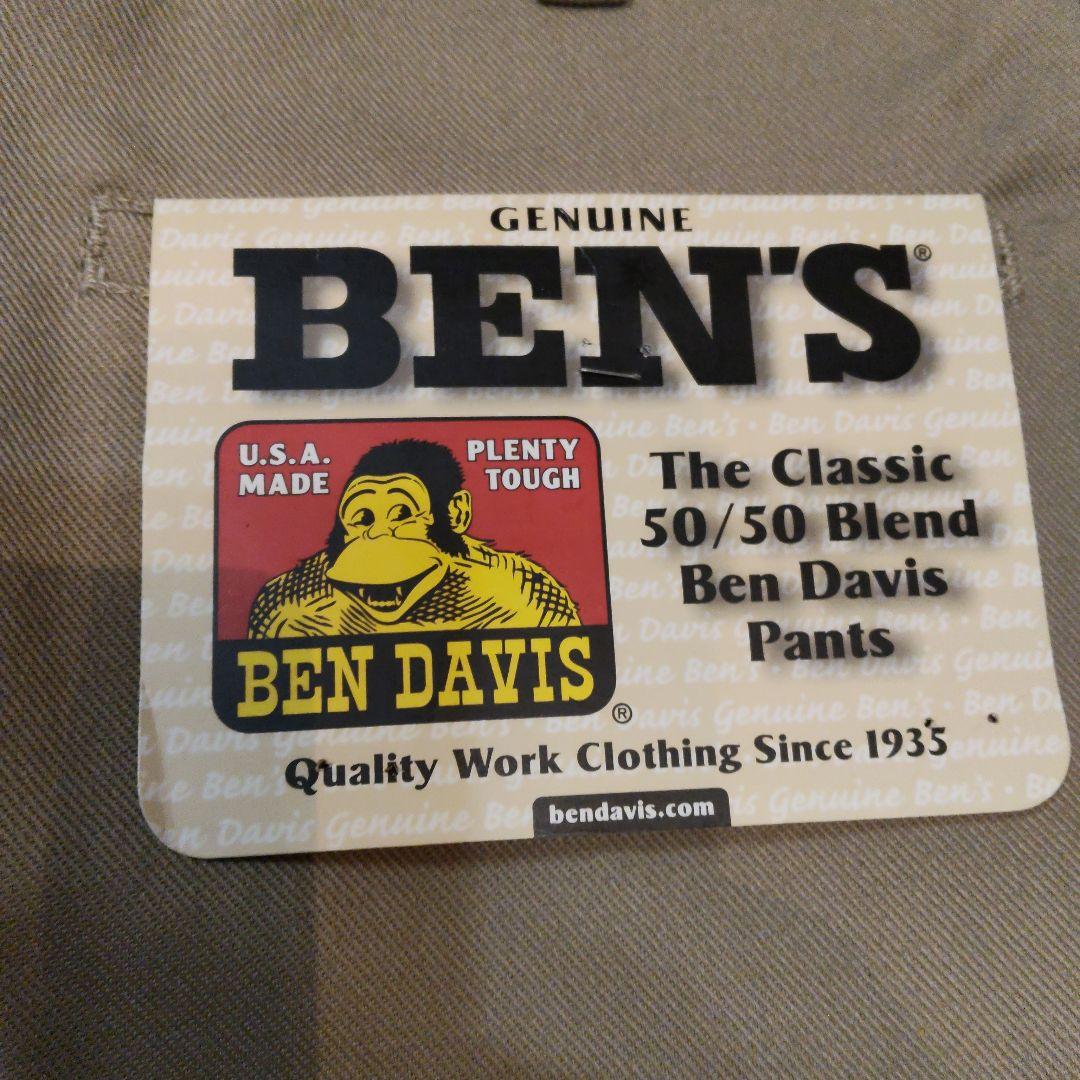 GENUINE
BEN'S®
U.S.A. PLENTY
MADE TOUGH
BEN DAVIS®
The Classic
50/50 Blend
Ben Davis
Pants
Quality Work Clothing Since 1935
bendavis.com